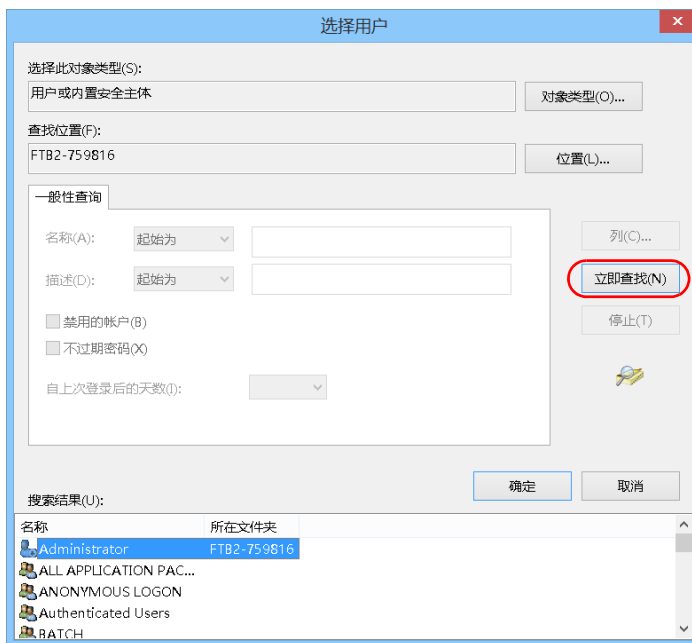 选择用户
x
选择此对象类型(S):
用户或内置安全主体
对象类型(O)...
查找位置(F):
FTB2-759816
位置(L)...
一般性查询
名称(A): 起始为
列(C)...
描述(D): 起始为
立即查找(N)
禁用的帐户(B)
停止(T)
不过期密码(X)
自上次登录后的天数(I):
确定 取消
搜索结果(U):
名称 所在文件夹
Administrator FTB2-759816
ALL APPLICATION PAC...
ANONYMOUS LOGON
Authenticated Users
BATCH